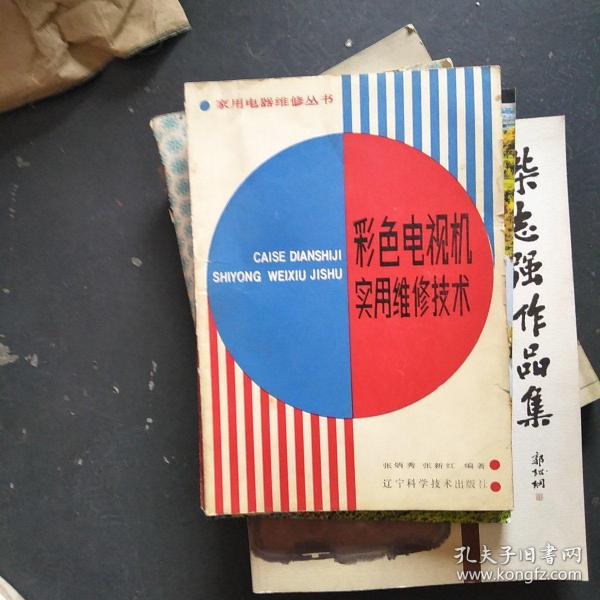 家用电器维修丛书
CAISE DIANSHIJI
SHIYONG WEIXIU JISHU
彩色电视机
实用维修技术
张炳秀 张新红 编著
辽宁科学技术出版社
柴志强作品集
孔夫子旧书网
www.kongfz.com